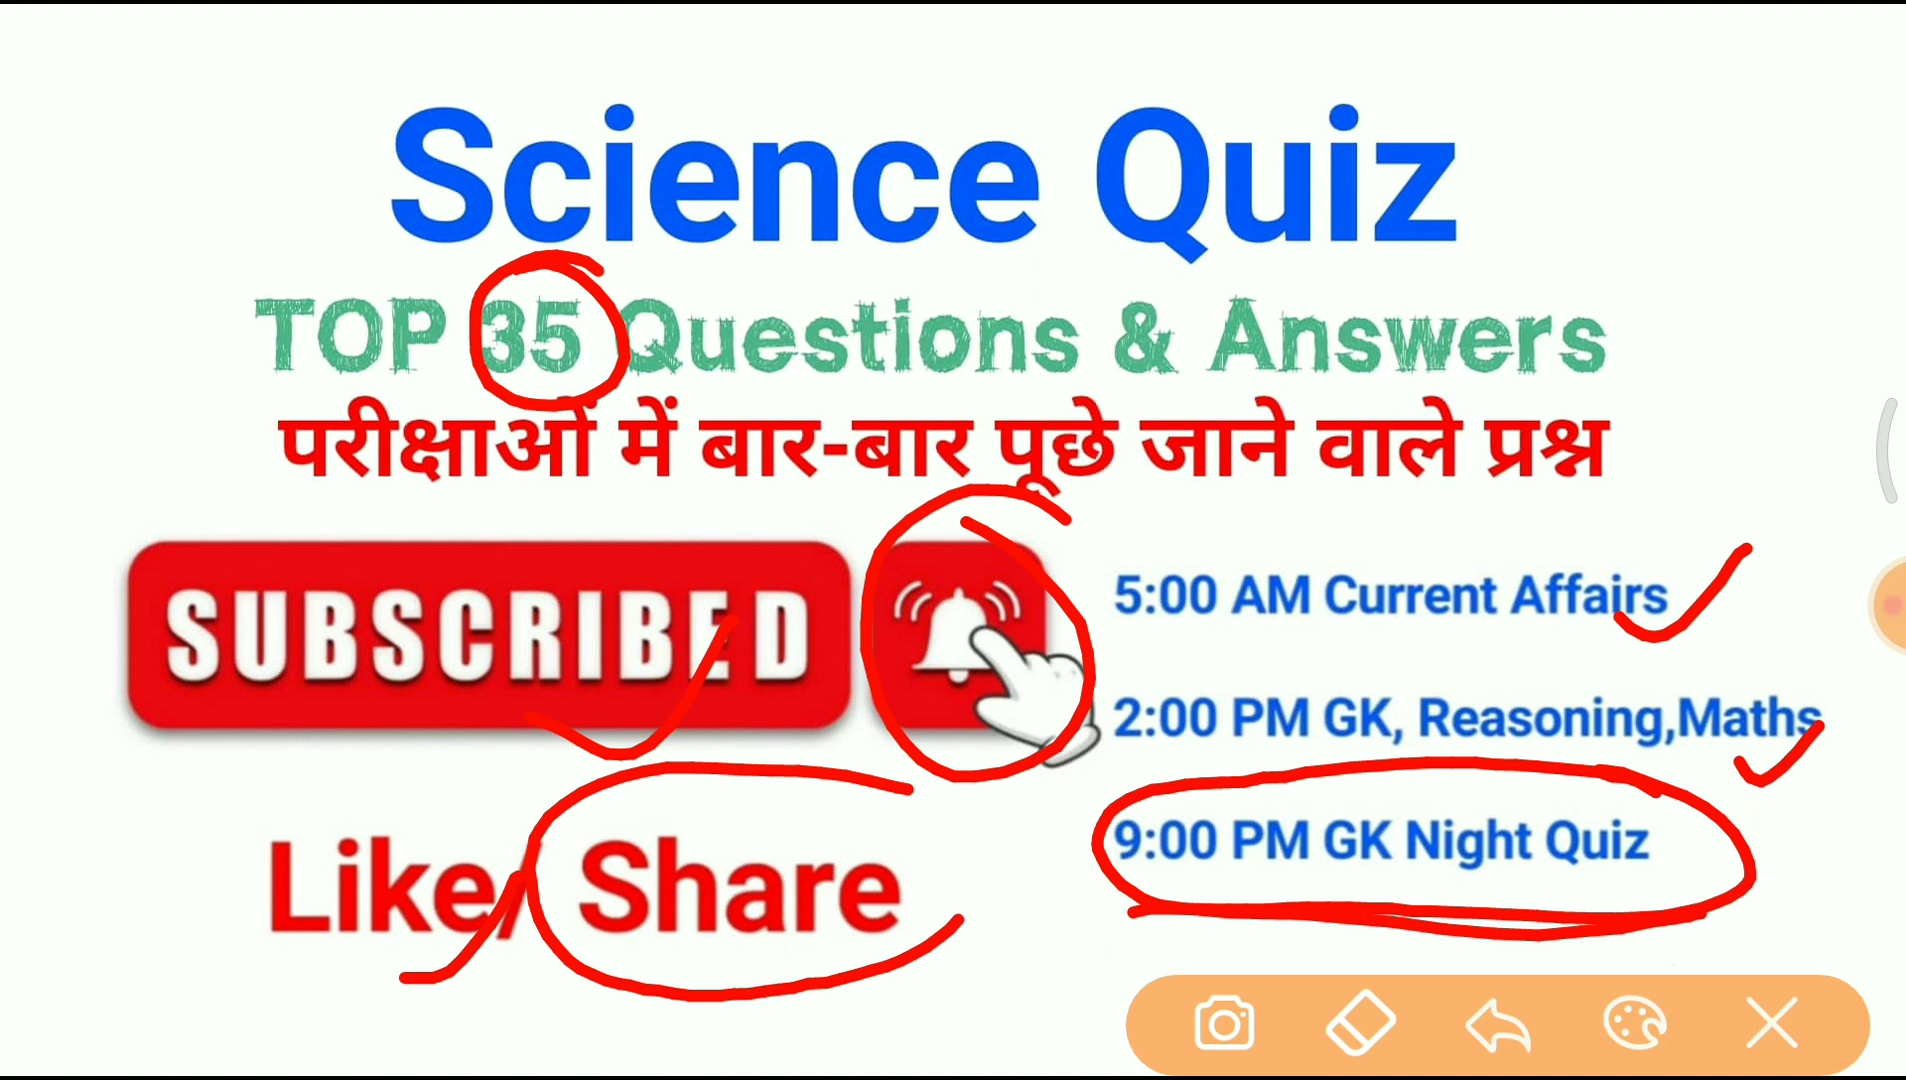 Science Quiz
TOP 35 Questions & Answers
परीक्षाओं में बार-बार पूछे जाने वाले प्रश्न
SUBSCRIBED
5:00 AM Current Affairs
2:00 PM GK, Reasoning,Maths
9:00 PM GK Night Quiz
Like/ Share